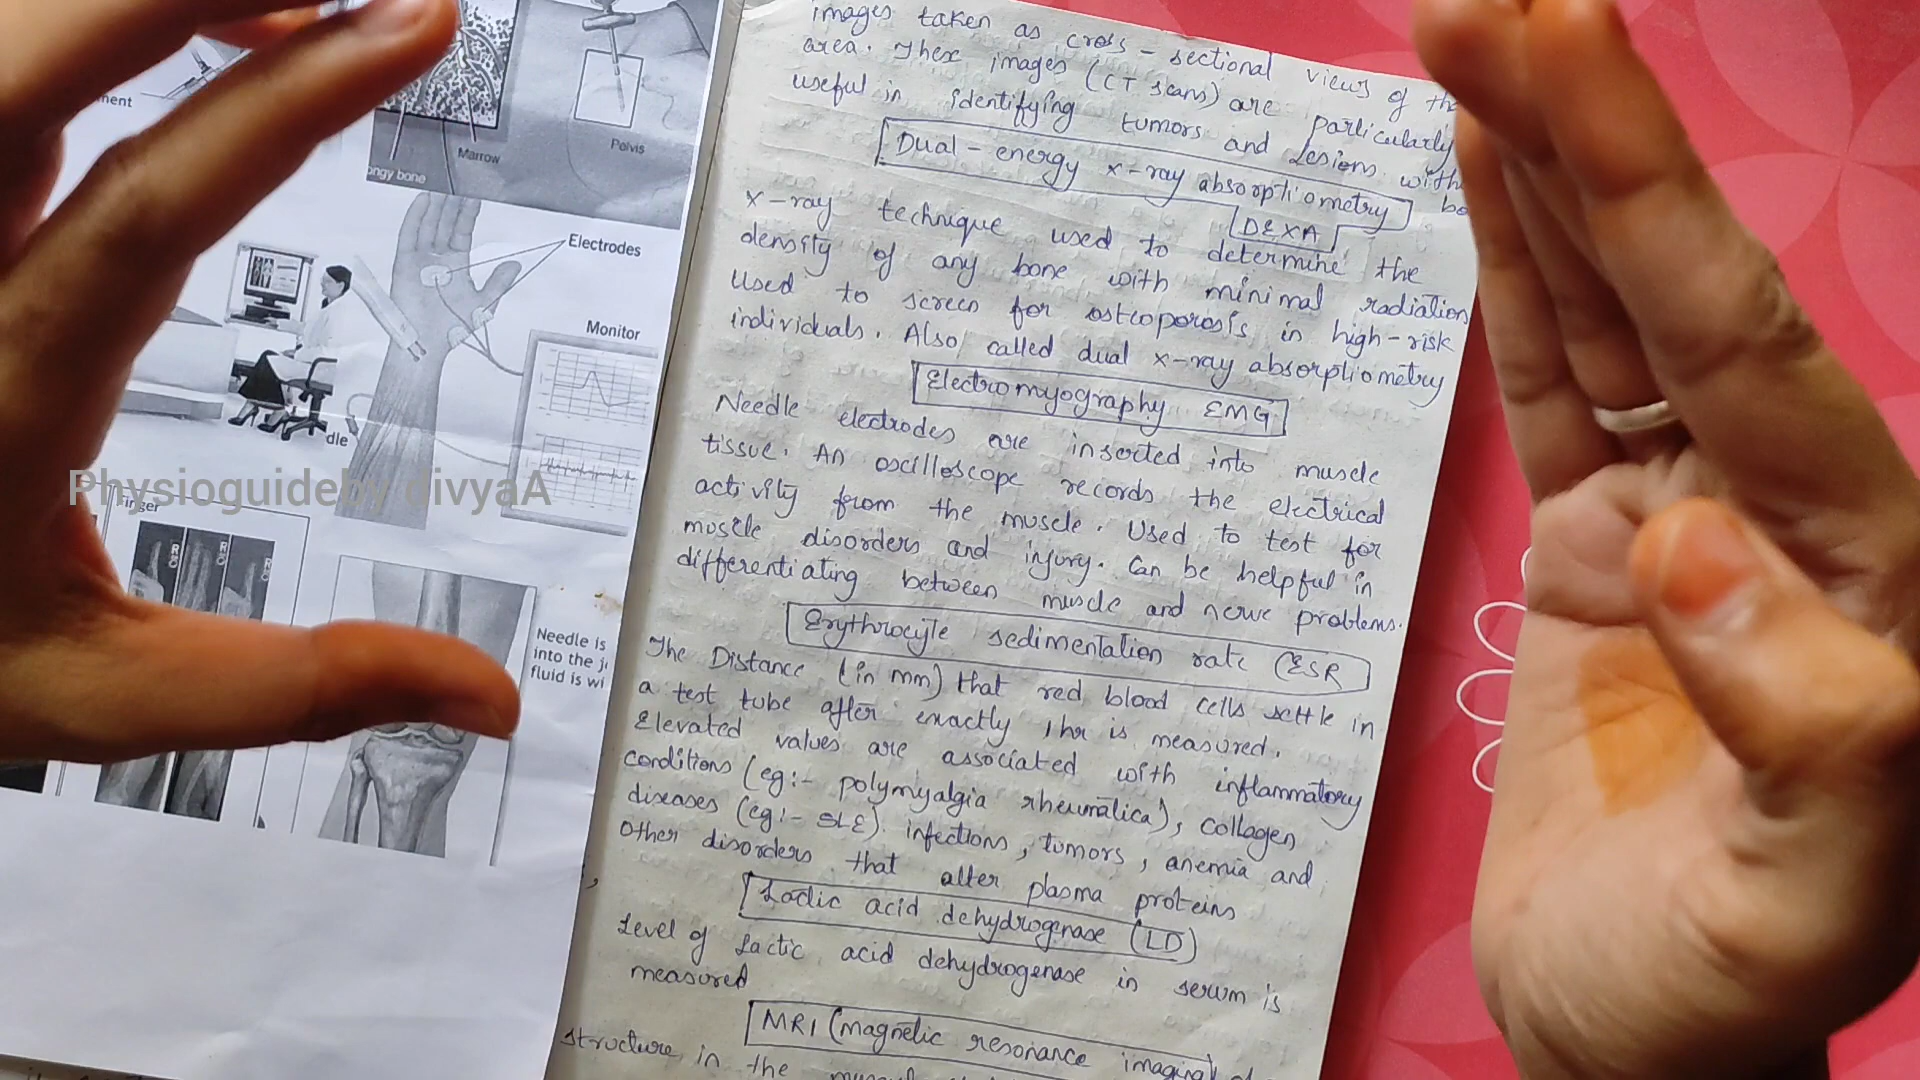 ment
Marrow
Pelvis
ongy bone
Electrodes
Monitor
dle
Physioguideby divyaA
finger
Needle is
into the j
fluid is wi
images taken as cross - sectional views of th
area. These images (CT scans) are particularly
useful in identifying tumors and Lesions with
Dual - energy x-ray absorptiometry
DEXA
x-ray technique used to determine the
density of any bone with minimal radiation
Used to screen for osteoporosis in high-risk
individuals. Also called dual x-ray absorptiometry
Electromyography EMG
Needle electrodes are inserted into muscle
tissue. An oscilloscope records the electrical
activity from the muscle. Used to test for
muscle disorders and injury. Can be helpful in
differentiating between muscle and nerve problems.
Erythrocyte sedimentation rate (ESR
The Distance (in mm) that red blood cells settle in
a test tube after exactly 1hr is measured.
Elevated values are associated with inflammatory
conditions (eg:- polymyalgia rheumatica), collagen
diseases (eg:- SLE) infections, tumors, anemia and
Other disorders that alter plasma proteins
Lactic acid dehydrogenase (LD)
Level of Lactic acid dehydrogenase in serum is
measured
MRI (magnetic resonance imaging)
structure in the